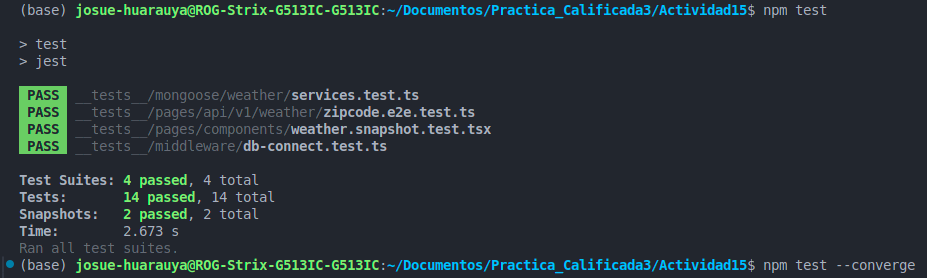 (base) josue-huarauya@ROG-Strix-G513IC-G513IC:~/Documentos/Practica_Calificada3/Actividad15$ npm test
> test
> jest
PASS __tests__/mongoose/weather/services.test.ts
PASS __tests__/pages/api/v1/weather/zipcode.e2e.test.ts
PASS __tests__/pages/components/weather.snapshot.test.tsx
PASS __tests__/middleware/db-connect.test.ts
Test Suites: 4 passed, 4 total
Tests: 14 passed, 14 total
Snapshots: 2 passed, 2 total
Time: 2.673 s
Ran all test suites.
(base) josue-huarauya@ROG-Strix-G513IC-G513IC:~/Documentos/Practica_Calificada3/Actividad15$ npm test --converge